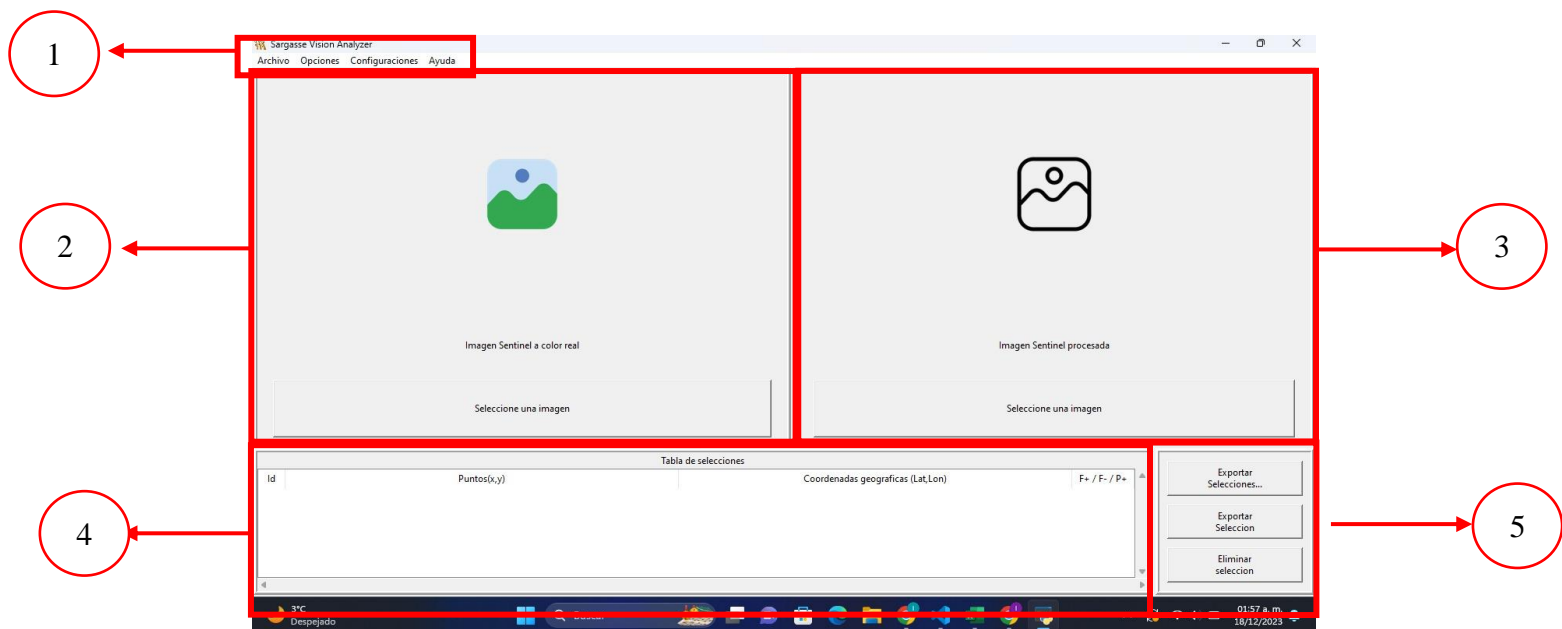 1
Sargasse Vision Analyzer
Archivo Opciones Configuraciones Ayuda
2
3
Imagen Sentinel a color real
Imagen Sentinel procesada
Seleccione una imagen
Seleccione una imagen
Tabla de selecciones
Id Puntos(x,y) Coordenadas geograficas (Lat,Lon) F+ / F- / P+
Exportar
Selecciones...
Exportar
Seleccion
Eliminar
seleccion
4
5
3°C
Despejado
01:57 a. m.
18/12/2023